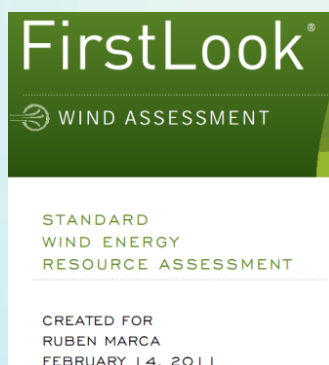 FirstLook®
WIND ASSESSMENT
STANDARD
WIND ENERGY
RESOURCE ASSESSMENT
CREATED FOR
RUBEN MARCA
FEBRUARY 14, 2011